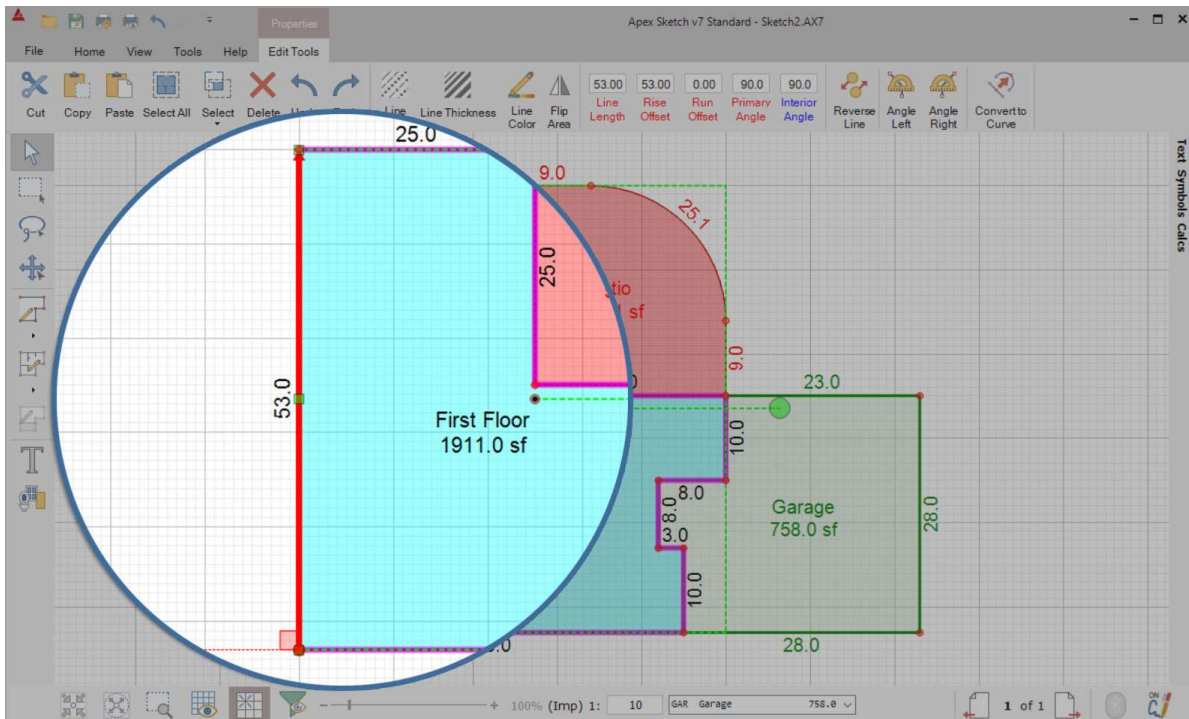 Properties
Apex Sketch v7 Standard - Sketch2.AX7
File Home View Tools Help Edit Tools
53.00 53.00 0.00 90.0 90.0
Cut Copy Paste Select All Select Delete Line Line Thickness Line Color Flip Area Line Length Rise Offset Run Offset Primary Angle Interior Angle Reverse Line Angle Left Angle Right Convert to Curve
Text Symbols Calcs
25.0
9.0
25.1
25.0
tio
sf
9.0
53.0
23.0
First Floor
1911.0 sf
10.0
8.0
8.0
3.0
Garage
758.0 sf
28.0
10.0
28.0
100% (Imp) 1: 10 GAR Garage 758.0
1 of 1
ON